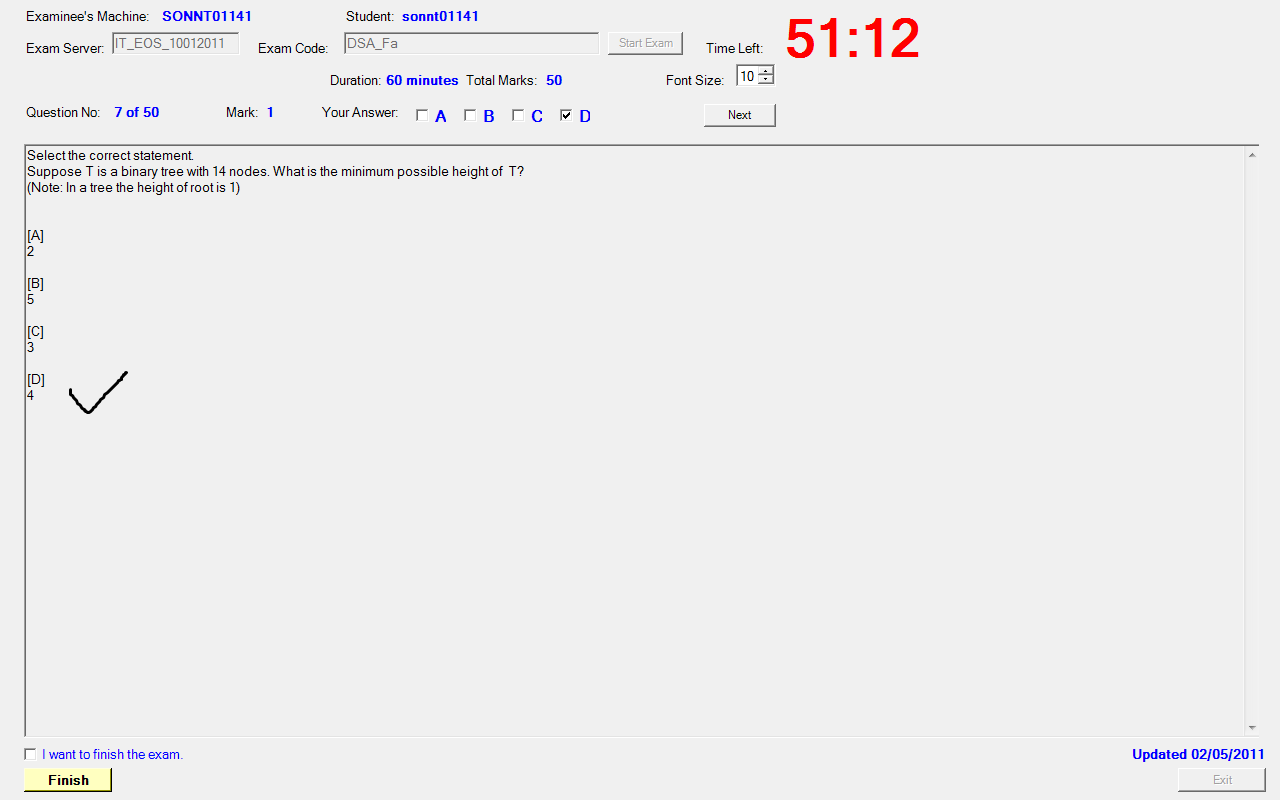 Examinee's Machine: SONNT01141 Student: sonnt01141
Exam Server: IT_EOS_10012011 Exam Code: DSA_Fa Start Exam Time Left: 51:12
Duration: 60 minutes Total Marks: 50 Font Size: 10
Question No: 7 of 50 Mark: 1 Your Answer: A B C D Next
Select the correct statement.
Suppose T is a binary tree with 14 nodes. What is the minimum possible height of T?
(Note: In a tree the height of root is 1)
[A]
2
[B]
5
[C]
3
[D]
4
I want to finish the exam. Updated 02/05/2011
Finish Exit